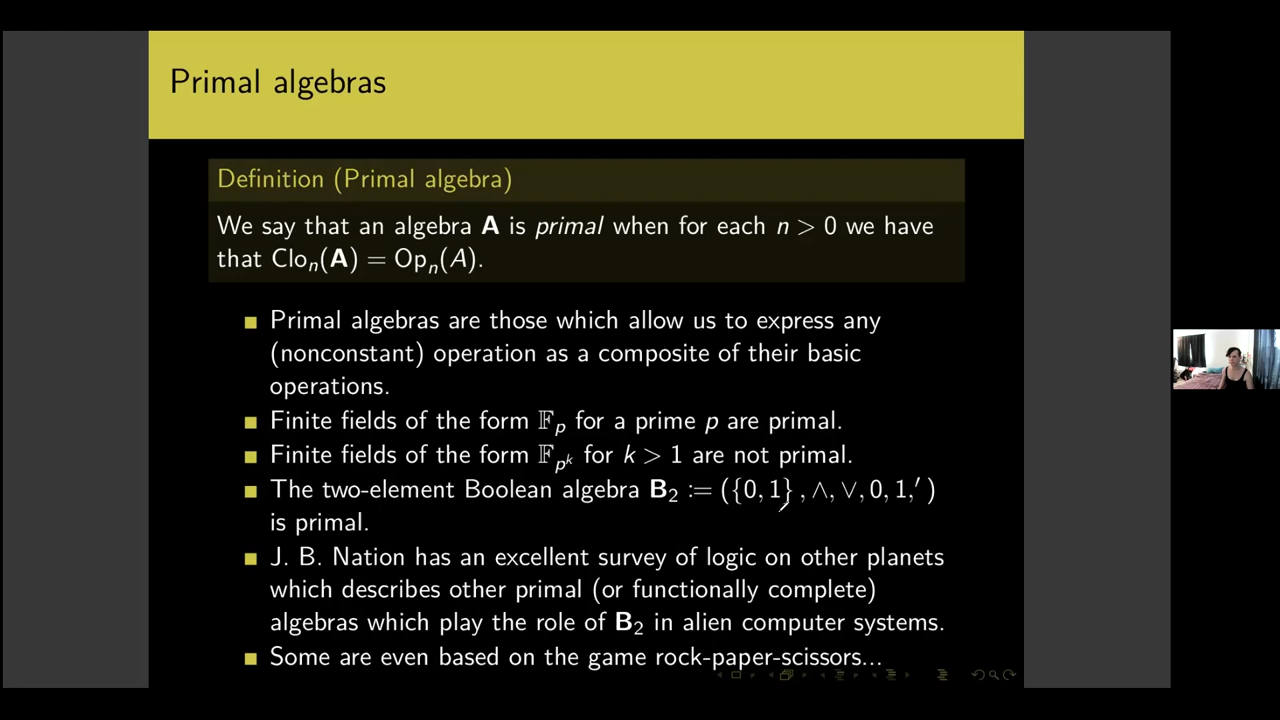 Primal algebras
Definition (Primal algebra)
We say that an algebra A is primal when for each n > 0 we have
that Cloₙ(A) = Opₙ(A).
Primal algebras are those which allow us to express any
(nonconstant) operation as a composite of their basic
operations.
Finite fields of the form 𝔽ₚ for a prime p are primal.
Finite fields of the form 𝔽_{p^k} for k > 1 are not primal.
The two-element Boolean algebra B₂ := ({0, 1} , ∧, ∨, 0, 1,′ )
is primal.
J. B. Nation has an excellent survey of logic on other planets
which describes other primal (or functionally complete)
algebras which play the role of B₂ in alien computer systems.
Some are even based on the game rock-paper-scissors...